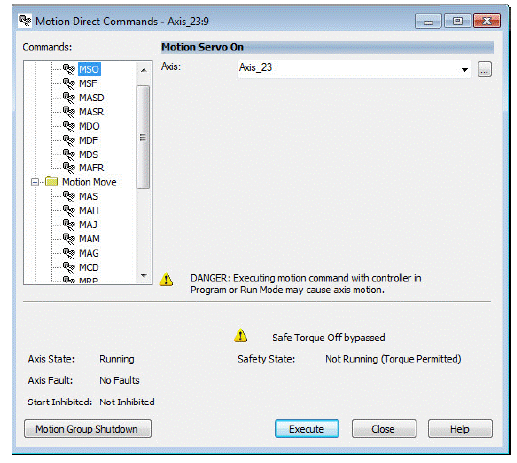 Motion Direct Commands - Axis_23:9
Commands:
MSO
MSF
MASD
MASR
MDO
MDF
MDS
MAFR
Motion Move
MAS
MAH
MAJ
MAM
MAG
MCD
MRP
Motion Servo On
Axis: Axis_23
...
DANGER: Executing motion command with controller in
Program or Run Mode may cause axis motion.
Safe Torque Off bypassed
Axis State: Running
Safety State: Not Running (Torque Permitted)
Axis Fault: No Faults
Start Inhibited: Not Inhibited
Motion Group Shutdown
Execute
Close
Help